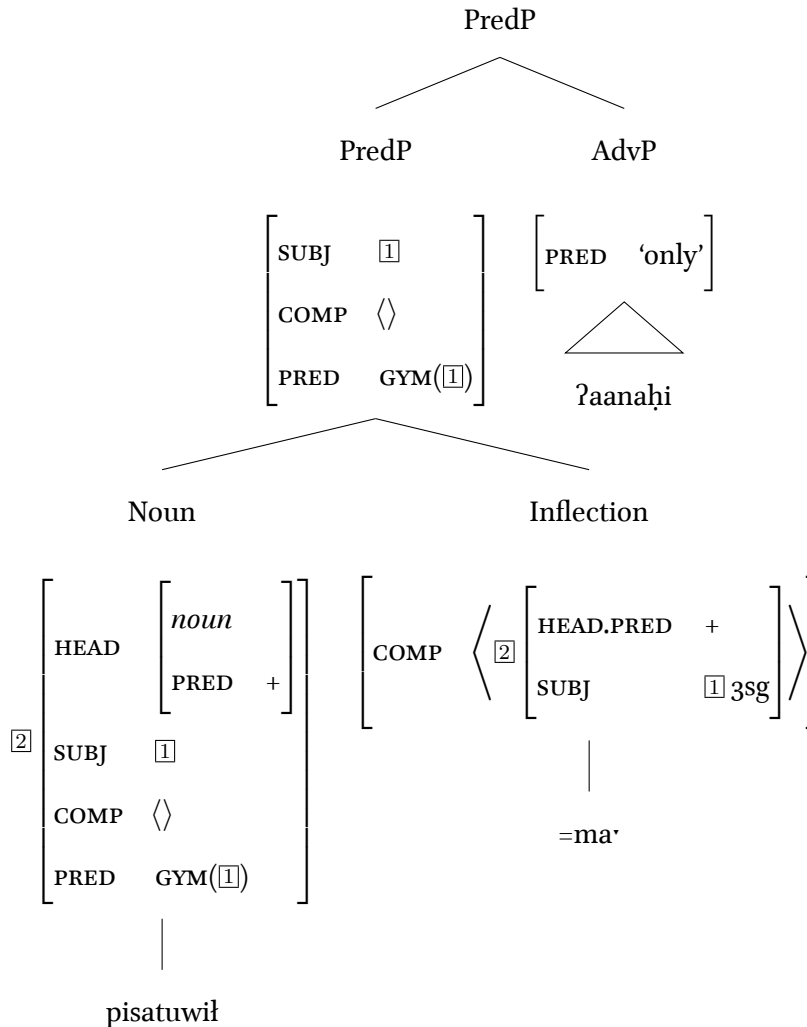 PredP
PredP AdvP
SUBJ 1
COMP ⟨⟩
PRED GYM(1)
PRED ‘only’
ʔaanaḥi
Noun Inflection
2
HEAD
noun
PRED +
SUBJ 1
COMP ⟨⟩
PRED GYM(1)
COMP ⟨ 2
HEAD.PRED +
SUBJ 1 3sg
⟩
=maˑ
pisatuwił